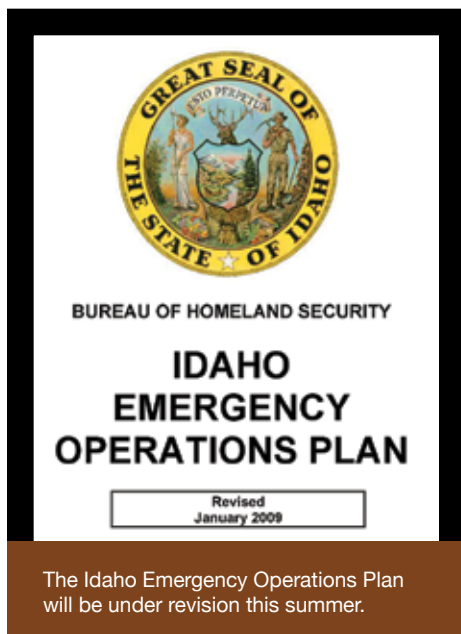 GREAT SEAL OF
THE STATE OF IDAHO
ESTO PERPETUA
BUREAU OF HOMELAND SECURITY
IDAHO
EMERGENCY
OPERATIONS PLAN
Revised
January 2009
The Idaho Emergency Operations Plan
will be under revision this summer.